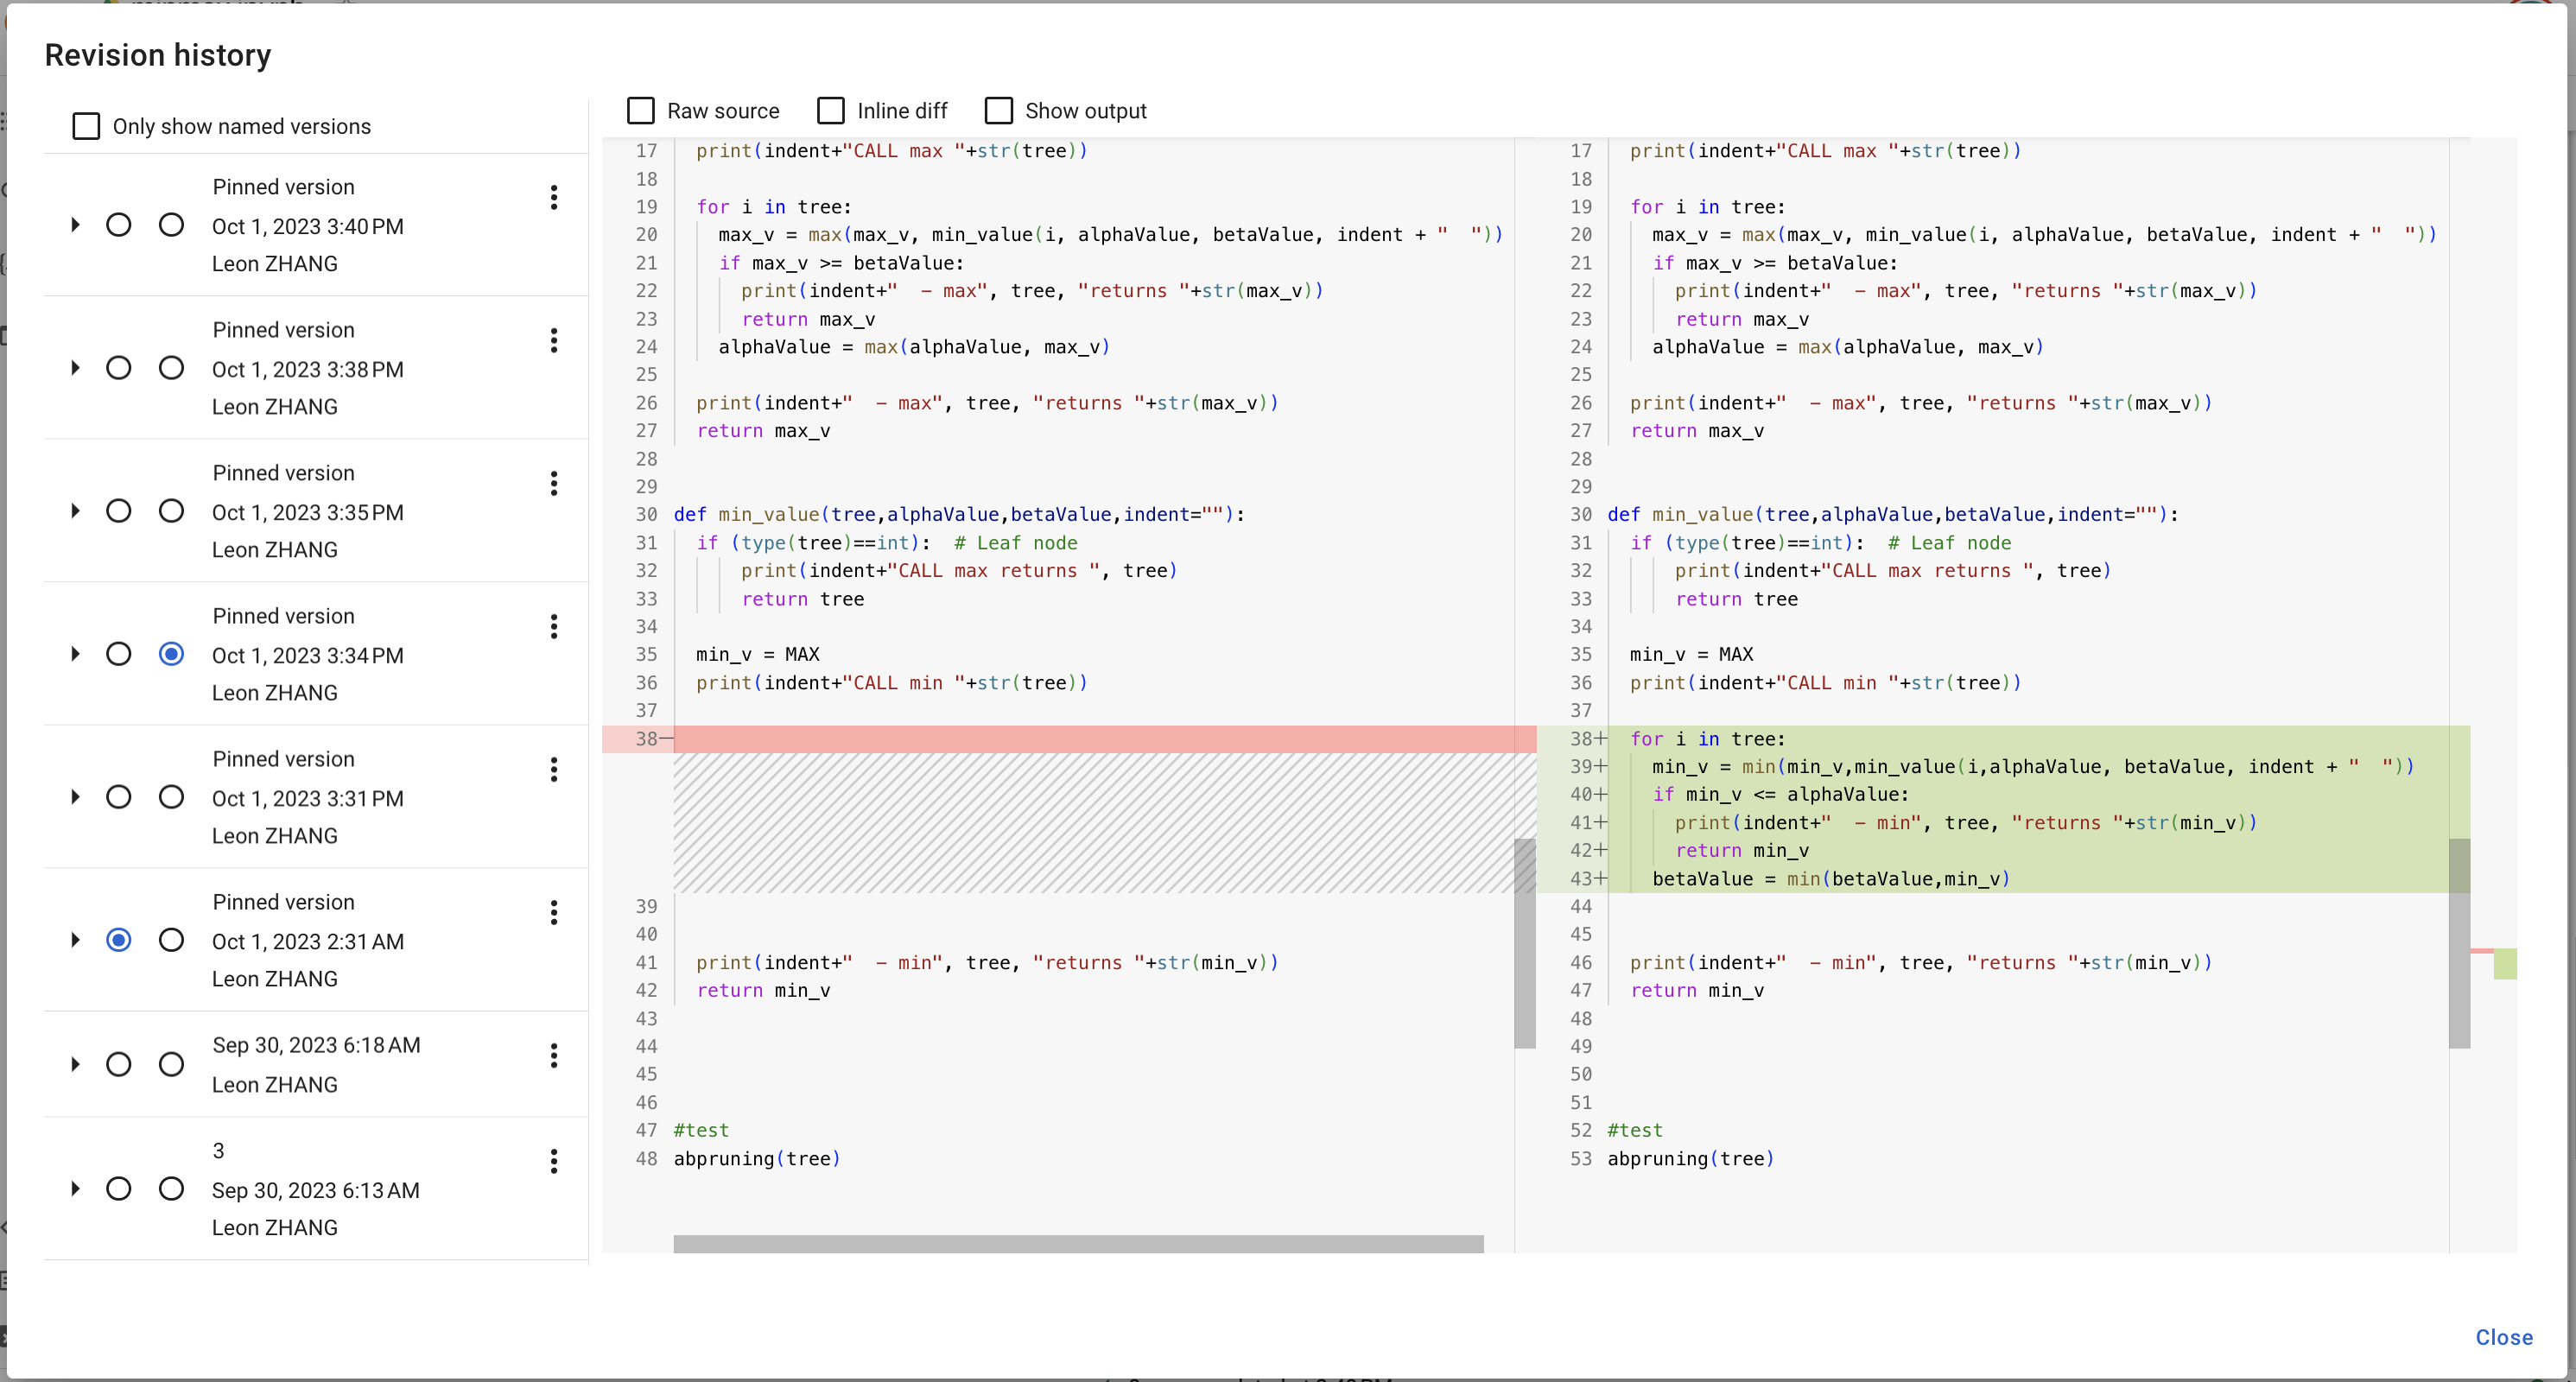 Revision history
Only show named versions
Pinned version
Oct 1, 2023 3:40 PM
Leon ZHANG
Pinned version
Oct 1, 2023 3:38 PM
Leon ZHANG
Pinned version
Oct 1, 2023 3:35 PM
Leon ZHANG
Pinned version
Oct 1, 2023 3:34 PM
Leon ZHANG
Pinned version
Oct 1, 2023 3:31 PM
Leon ZHANG
Pinned version
Oct 1, 2023 2:31 AM
Leon ZHANG
Sep 30, 2023 6:18 AM
Leon ZHANG
3
Sep 30, 2023 6:13 AM
Leon ZHANG
Raw source Inline diff Show output
17 print(indent+"CALL max "+str(tree))
18
19 for i in tree:
20 max_v = max(max_v, min_value(i, alphaValue, betaValue, indent + "  "))
21 if max_v >= betaValue:
22 print(indent+"  - max", tree, "returns "+str(max_v))
23 return max_v
24 alphaValue = max(alphaValue, max_v)
25
26 print(indent+"  - max", tree, "returns "+str(max_v))
27 return max_v
28
29
30 def min_value(tree,alphaValue,betaValue,indent=""):
31 if (type(tree)==int):  # Leaf node
32 print(indent+"CALL max returns ", tree)
33 return tree
34
35 min_v = MAX
36 print(indent+"CALL min "+str(tree))
37
38−
39
40
41 print(indent+"  - min", tree, "returns "+str(min_v))
42 return min_v
43
44
45
46
47 #test
48 abpruning(tree)
17 print(indent+"CALL max "+str(tree))
18
19 for i in tree:
20 max_v = max(max_v, min_value(i, alphaValue, betaValue, indent + "  "))
21 if max_v >= betaValue:
22 print(indent+"  - max", tree, "returns "+str(max_v))
23 return max_v
24 alphaValue = max(alphaValue, max_v)
25
26 print(indent+"  - max", tree, "returns "+str(max_v))
27 return max_v
28
29
30 def min_value(tree,alphaValue,betaValue,indent=""):
31 if (type(tree)==int):  # Leaf node
32 print(indent+"CALL max returns ", tree)
33 return tree
34
35 min_v = MAX
36 print(indent+"CALL min "+str(tree))
37
38+ for i in tree:
39+ min_v = min(min_v,min_value(i,alphaValue, betaValue, indent + "  "))
40+ if min_v <= alphaValue:
41+ print(indent+"  - min", tree, "returns "+str(min_v))
42+ return min_v
43+ betaValue = min(betaValue,min_v)
44
45
46 print(indent+"  - min", tree, "returns "+str(min_v))
47 return min_v
48
49
50
51
52 #test
53 abpruning(tree)
Close